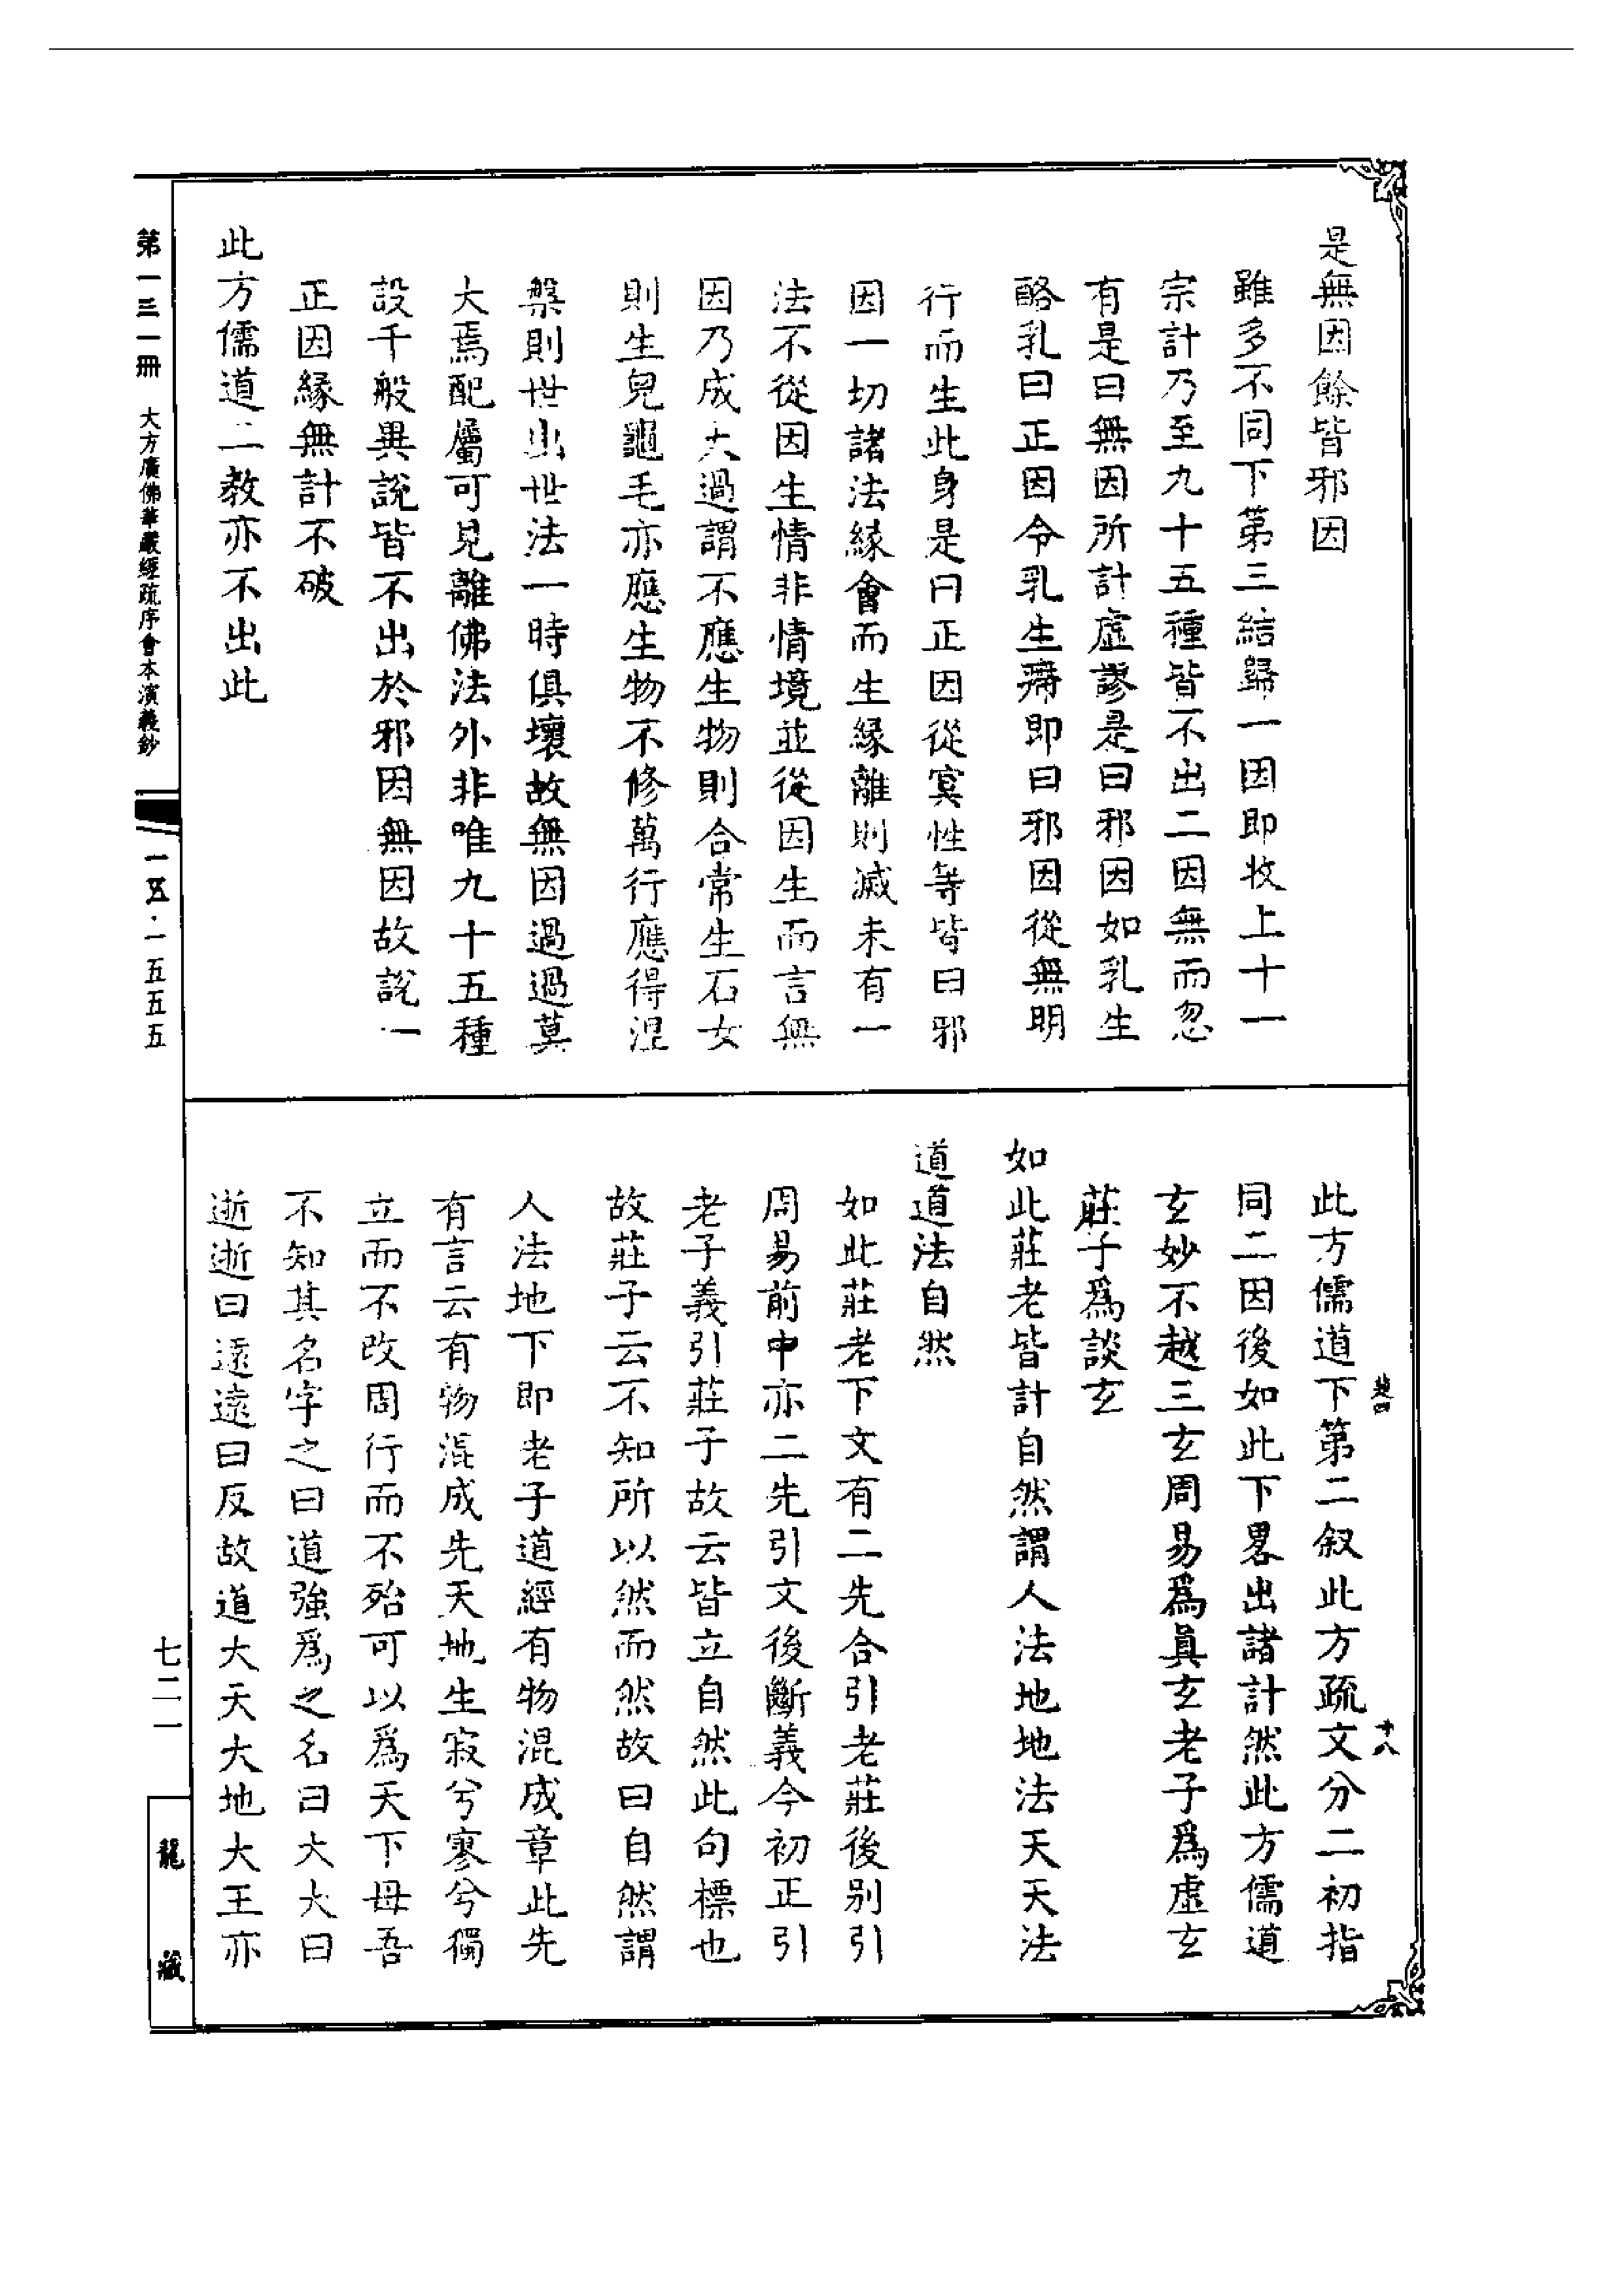 是無因餘皆邪因
雖多不同下第三結歸一因即收上十一
宗計乃至九十五種皆不出二因無而忽
有是曰無因所計虛謬是曰邪因如乳生
酪乳曰正因令乳生蒱即曰邪因從無明
行而生此身是曰正因從冥性等皆曰邪
因一切諸法緣會而生緣離則滅未有一
法不從因生情非情境並從因生而言無
因乃成大過謂不應生物則合常生石女
則生兒龜毛亦應生物不修萬行應得涅
槃則世出世法一時俱壞故無因過過莫
大焉配屬可見離佛法外非唯九十五種
設千般異說皆不出於邪因無因故說一
正因緣無計不破
此方儒道二教亦不出此
此方儒道下第二叙此方疏文分二初指
同二因後如此下畧出諸計然此方儒道
玄妙不越三玄周易為真玄老子為虛玄
莊子為談玄
如此莊老皆計自然謂人法地地法天天法
道道法自然
如此莊老下文有二先合引老莊後別引
周易前中亦二先引文後斷義今初正引
老子義引莊子故云皆立自然此句標也
故莊子云不知所以然而然故曰自然謂
人法地下即老子道經有物混成章此先
有言云有物混成先天地生寂兮寥兮獨
立而不改周行而不殆可以為天下母吾
不知其名字之曰道強為之名曰大大曰
逝逝曰遠遠曰反故道大天大地大王亦
十八
第一三一冊 大方廣佛華嚴經疏序會本演義鈔
一五·一五五五
七二一
龍藏